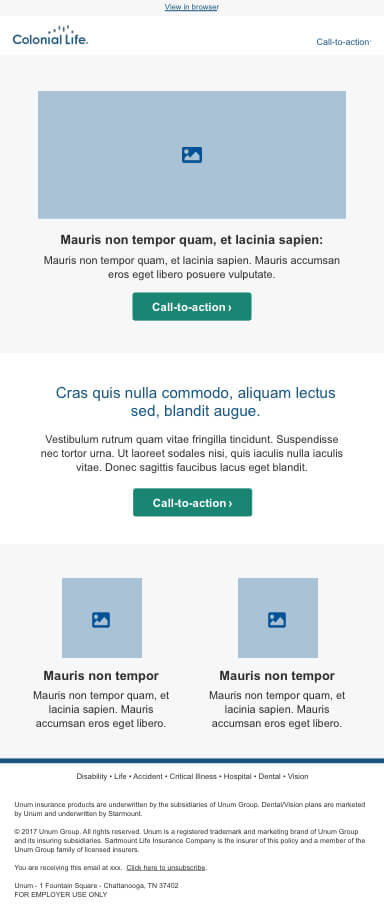 View in browser
Colonial Life.
Call-to-action
Mauris non tempor quam, et lacinia sapien:
Mauris non tempor quam, et lacinia sapien. Mauris accumsan
eros eget libero posuere vulputate.
Call-to-action ›
Cras quis nulla commodo, aliquam lectus
sed, blandit augue.
Vestibulum rutrum quam vitae fringilla tincidunt. Suspendisse
nec tortor urna. Ut laoreet sodales nisi, quis iaculis nulla iaculis
vitae. Donec sagittis faucibus lacus eget blandit.
Call-to-action ›
Mauris non tempor
Mauris non tempor quam, et
lacinia sapien. Mauris
accumsan eros eget libero.
Mauris non tempor
Mauris non tempor quam, et
lacinia sapien. Mauris
accumsan eros eget libero.
Disability • Life • Accident • Critical Illness • Hospital • Dental • Vision
Unum insurance products are underwritten by the subsidiaries of Unum Group. Dental/Vision plans are marketed
by Unum and underwritten by Starmount.
© 2017 Unum Group. All rights reserved. Unum is a registered trademark and marketing brand of Unum Group
and its insuring subsidiaries. Sartmount Life Insurance Company is the insurer of this policy and a member of the
Unum Group family of licensed insurers.
You are receiving this email at xxx. Click here to unsubscribe.
Unum - 1 Fountain Square - Chattanooga, TN 37402
FOR EMPLOYER USE ONLY